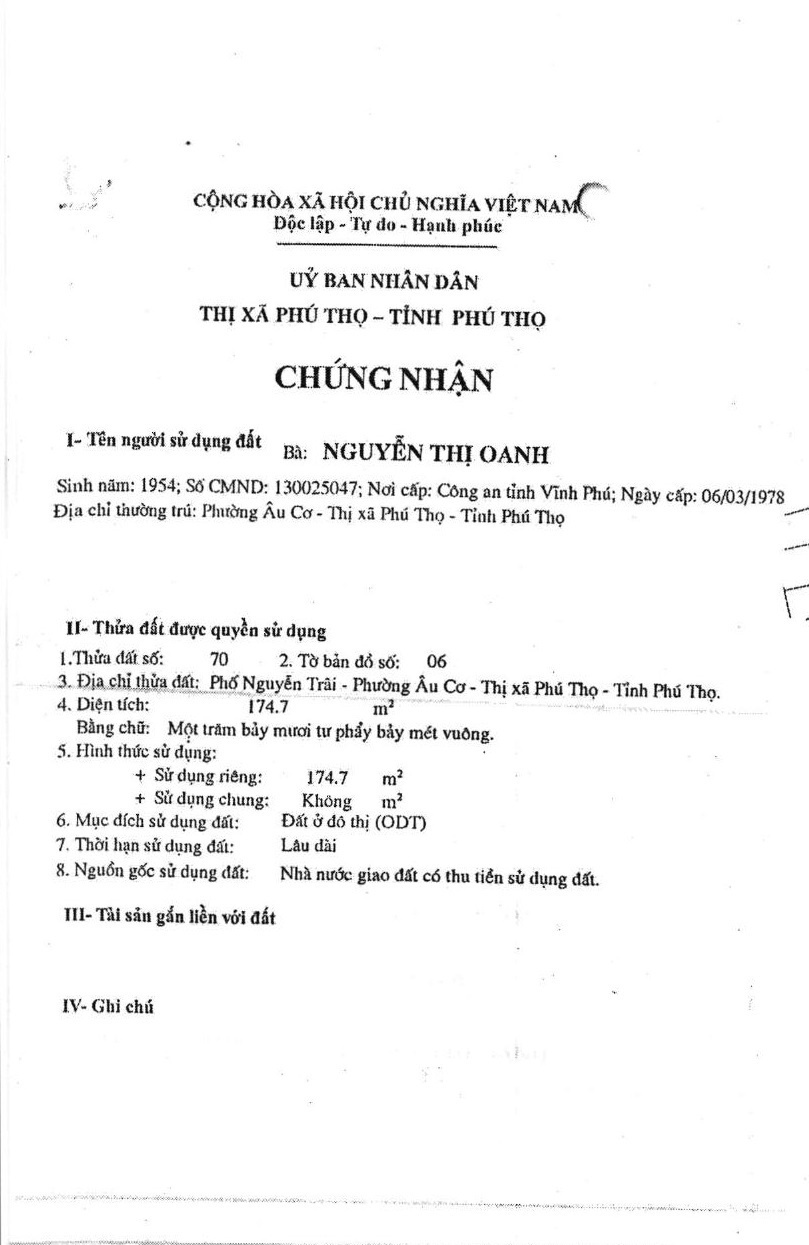 CỘNG HÒA XÃ HỘI CHỦ NGHĨA VIỆT NAM
Độc lập - Tự do - Hạnh phúc
UỶ BAN NHÂN DÂN
THỊ XÃ PHÚ THỌ – TỈNH PHÚ THỌ
CHỨNG NHẬN
I- Tên người sử dụng đất Bà: NGUYỄN THỊ OANH
Sinh năm: 1954; Số CMND: 130025047; Nơi cấp: Công an tỉnh Vĩnh Phú; Ngày cấp: 06/03/1978
Địa chỉ thường trú: Phường Âu Cơ - Thị xã Phú Thọ - Tỉnh Phú Thọ
II- Thửa đất được quyền sử dụng
1.Thửa đất số: 70 2. Tờ bản đồ số: 06
3. Địa chỉ thửa đất: Phố Nguyễn Trãi - Phường Âu Cơ - Thị xã Phú Thọ - Tỉnh Phú Thọ.
4. Diện tích: 174.7 m²
Bằng chữ: Một trăm bảy mươi tư phẩy bảy mét vuông.
5. Hình thức sử dụng:
+ Sử dụng riêng: 174.7 m²
+ Sử dụng chung: Không m²
6. Mục đích sử dụng đất: Đất ở đô thị (ODT)
7. Thời hạn sử dụng đất: Lâu dài
8. Nguồn gốc sử dụng đất: Nhà nước giao đất có thu tiền sử dụng đất.
III- Tài sản gắn liền với đất
IV- Ghi chú